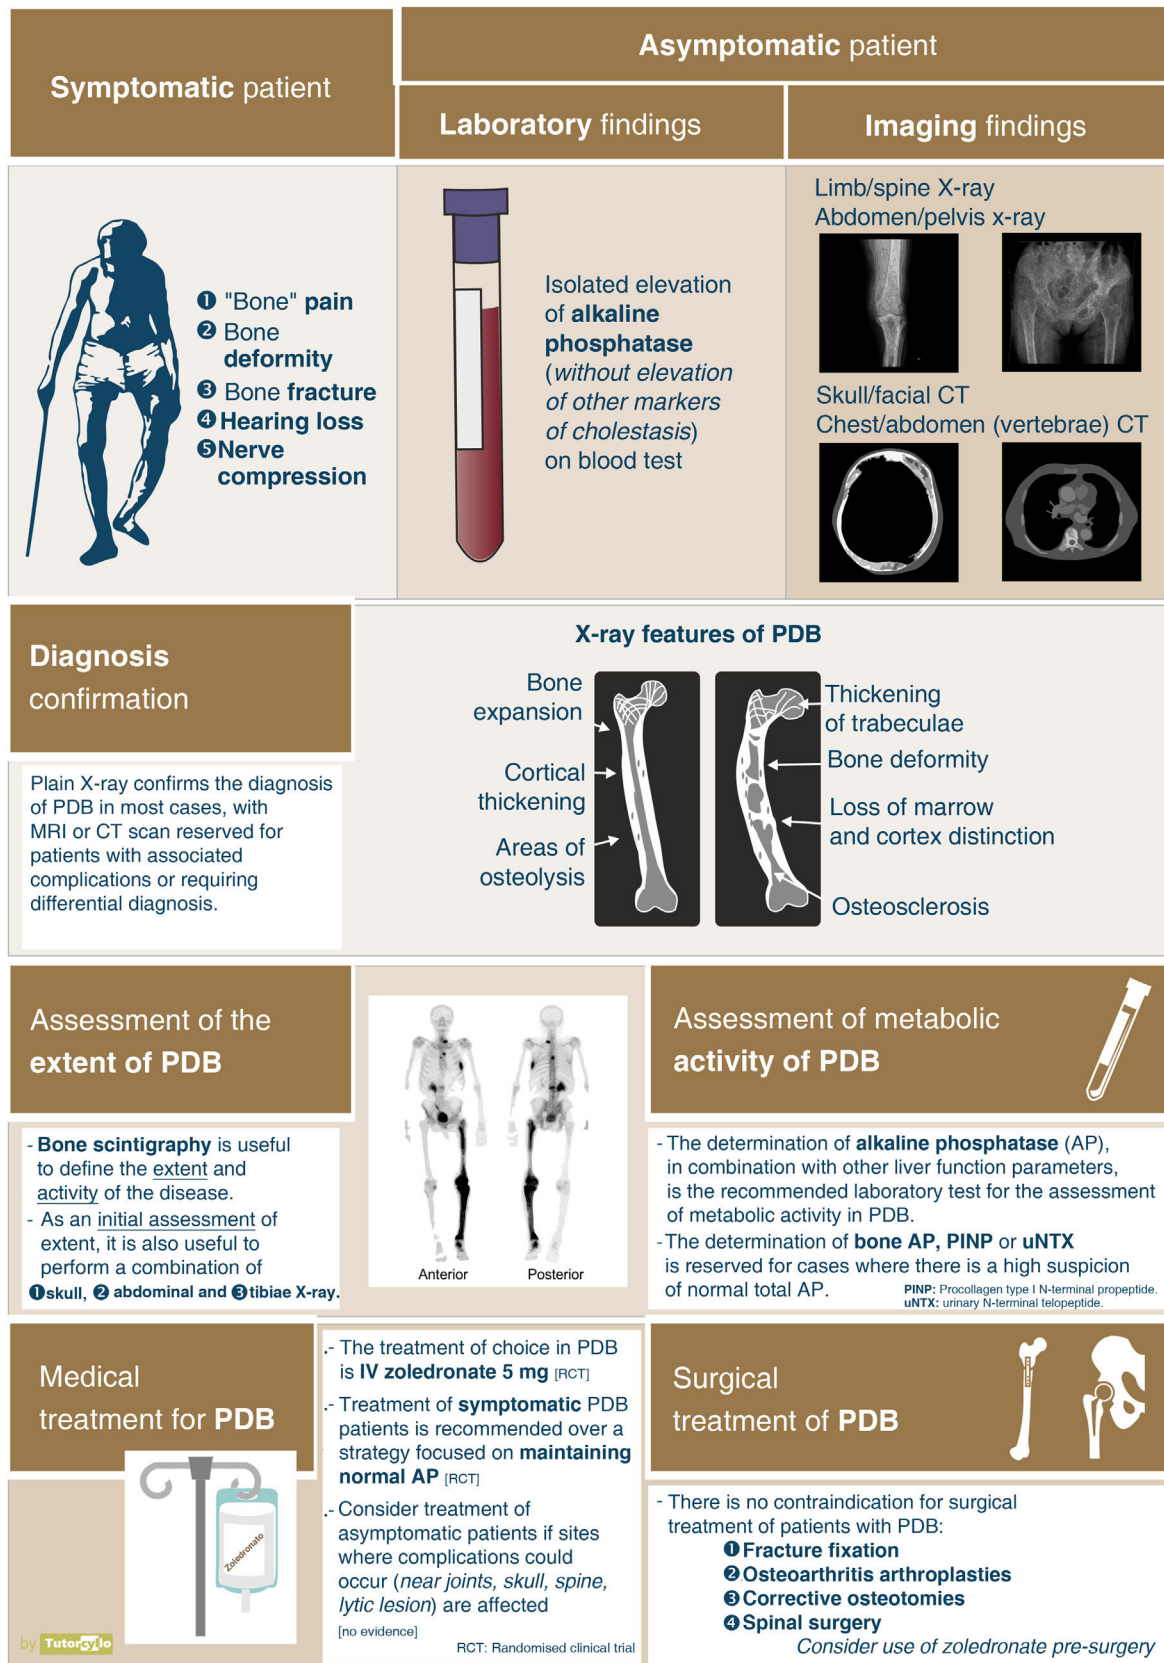 Symptomatic patient
Asymptomatic patient
Laboratory findings
Imaging findings
❶ "Bone" pain
❷ Bone
deformity
❸ Bone fracture
❹ Hearing loss
❺ Nerve
compression
Isolated elevation
of alkaline
phosphatase
(without elevation
of other markers
of cholestasis)
on blood test
Limb/spine X-ray
Abdomen/pelvis x-ray
Skull/facial CT
Chest/abdomen (vertebrae) CT
Diagnosis
confirmation
Plain X-ray confirms the diagnosis
of PDB in most cases, with
MRI or CT scan reserved for
patients with associated
complications or requiring
differential diagnosis.
X-ray features of PDB
Bone
expansion
Cortical
thickening
Areas of
osteolysis
Thickening
of trabeculae
Bone deformity
Loss of marrow
and cortex distinction
Osteosclerosis
Assessment of the
extent of PDB
- Bone scintigraphy is useful
to define the extent and
activity of the disease.
- As an initial assessment of
extent, it is also useful to
perform a combination of
❶ skull, ❷ abdominal and ❸ tibiae X-ray.
Anterior
Posterior
Assessment of metabolic
activity of PDB
- The determination of alkaline phosphatase (AP),
in combination with other liver function parameters,
is the recommended laboratory test for the assessment
of metabolic activity in PDB.
- The determination of bone AP, PINP or uNTX
is reserved for cases where there is a high suspicion
of normal total AP.
PINP: Procollagen type I N-terminal propeptide.
uNTX: urinary N-terminal telopeptide.
Medical
treatment for PDB
Zoledronato
by Tutorcylo
.- The treatment of choice in PDB
is IV zoledronate 5 mg [RCT]
.- Treatment of symptomatic PDB
patients is recommended over a
strategy focused on maintaining
normal AP [RCT]
.- Consider treatment of
asymptomatic patients if sites
where complications could
occur (near joints, skull, spine,
lytic lesion) are affected
[no evidence]
RCT: Randomised clinical trial
Surgical
treatment of PDB
- There is no contraindication for surgical
treatment of patients with PDB:
❶ Fracture fixation
❷ Osteoarthritis arthroplasties
❸ Corrective osteotomies
❹ Spinal surgery
Consider use of zoledronate pre-surgery